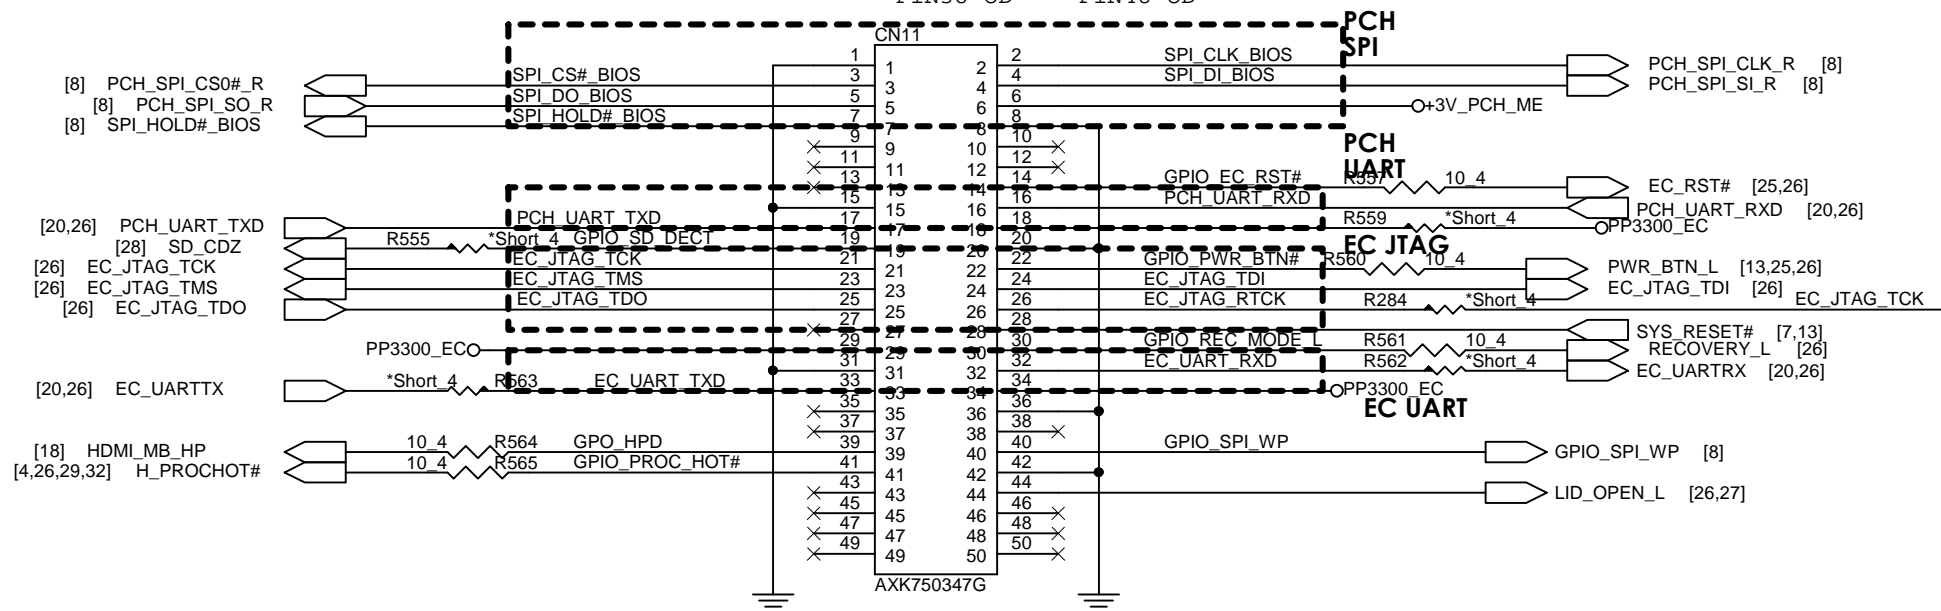 CN11
PCH
SPI
1 1 2 2 SPI_CLK_BIOS PCH_SPI_CLK_R [8]
[8] PCH_SPI_CS0#_R SPI_CS#_BIOS 3 3 4 4 SPI_DI_BIOS PCH_SPI_SI_R [8]
[8] PCH_SPI_SO_R SPI_DO_BIOS 5 5 6 6 +3V_PCH_ME
[8] SPI_HOLD#_BIOS SPI_HOLD#_BIOS 7 7 8 8
PCH
UART
9 9 10 10
11 11 12 12
13 13 14 14 GPIO_EC_RST# R557 10_4 EC_RST# [25,26]
15 15 16 16 PCH_UART_RXD PCH_UART_RXD [20,26]
[20,26] PCH_UART_TXD PCH_UART_TXD 17 17 18 18 R559 *Short_4 PP3300_EC
[28] SD_CDZ R555 *Short_4 GPIO_SD_DECT 19 19 20 20
EC JTAG
[26] EC_JTAG_TCK EC_JTAG_TCK 21 21 22 22 GPIO_PWR_BTN# R560 10_4 PWR_BTN_L [13,25,26]
[26] EC_JTAG_TMS EC_JTAG_TMS 23 23 24 24 EC_JTAG_TDI EC_JTAG_TDI [26]
[26] EC_JTAG_TDO EC_JTAG_TDO 25 25 26 26 EC_JTAG_RTCK R284 *Short_4 EC_JTAG_TCK
27 27 28 28 SYS_RESET# [7,13]
PP3300_EC 29 29 30 30 GPIO_REC_MODE_L R561 10_4 RECOVERY_L [26]
31 31 32 32 EC_UART_RXD R562 *Short_4 EC_UARTRX [20,26]
[20,26] EC_UARTTX *Short_4 R563 EC_UART_TXD 33 33 34 34 PP3300_EC
EC UART
35 35 36 36
37 37 38 38
[18] HDMI_MB_HP 10_4 R564 GPO_HPD 39 39 40 40 GPIO_SPI_WP GPIO_SPI_WP [8]
[4,26,29,32] H_PROCHOT# 10_4 R565 GPIO_PROC_HOT# 41 41 42 42
43 43 44 44 LID_OPEN_L [26,27]
45 45 46 46
47 47 48 48
49 49 50 50
AXK750347G